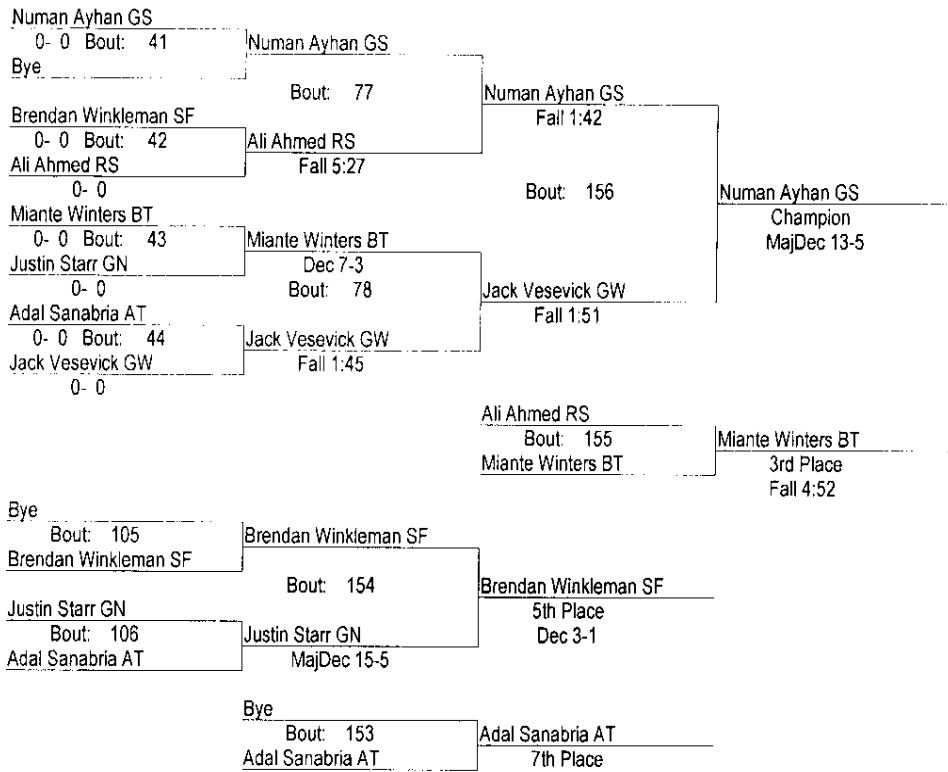 Numan Ayhan GS
0- 0 Bout: 41
Bye
Numan Ayhan GS
Bout: 77
Brendan Winkleman SF
0- 0 Bout: 42
Ali Ahmed RS
0- 0
Ali Ahmed RS
Fall 5:27
Numan Ayhan GS
Fall 1:42
Bout: 156
Miante Winters BT
0- 0 Bout: 43
Justin Starr GN
0- 0
Miante Winters BT
Dec 7-3
Bout: 78
Adal Sanabria AT
0- 0 Bout: 44
Jack Vesevick GW
0- 0
Jack Vesevick GW
Fall 1:45
Jack Vesevick GW
Fall 1:51
Numan Ayhan GS
Champion
MajDec 13-5
Ali Ahmed RS
Bout: 155
Miante Winters BT
Miante Winters BT
3rd Place
Fall 4:52
Bye
Bout: 105
Brendan Winkleman SF
Brendan Winkleman SF
Bout: 154
Justin Starr GN
Bout: 106
Adal Sanabria AT
Justin Starr GN
MajDec 15-5
Brendan Winkleman SF
5th Place
Dec 3-1
Bye
Bout: 153
Adal Sanabria AT
Adal Sanabria AT
7th Place